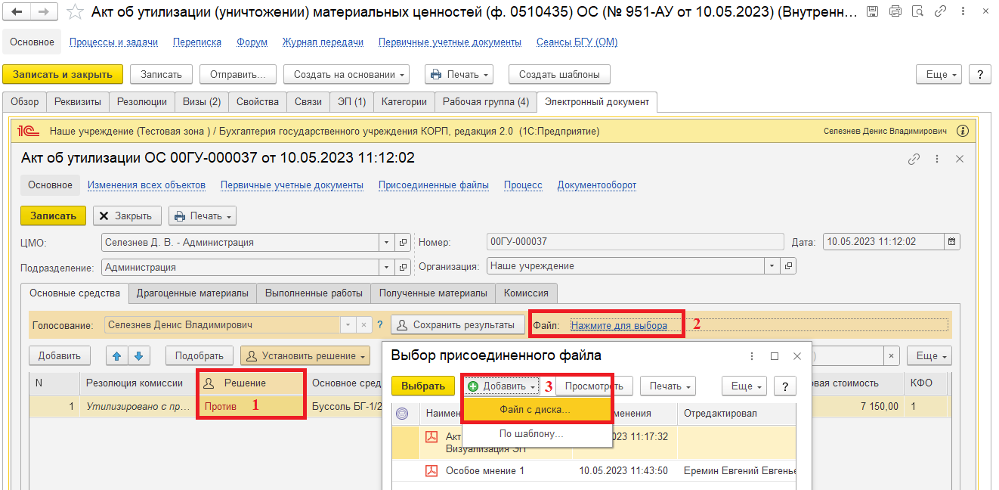 Акт об утилизации (уничтожении) материальных ценностей (ф. 0510435) ОС (№ 951-АУ от 10.05.2023) (Внутренн...
Основное Процессы и задачи Переписка Форум Журнал передачи Первичные учетные документы Сеансы БГУ (ОМ)
Записать и закрыть Записать Отправить... Создать на основании Печать Создать шаблоны Еще ?
Обзор Реквизиты Резолюции Визы (2) Свойства Связи ЭП (1) Категории Рабочая группа (4) Электронный документ
1С Наше учреждение (Тестовая зона ) / Бухгалтерия государственного учреждения КОРП, редакция 2.0 (1С:Предприятие) Селезнев Денис Владимирович i
Акт об утилизации ОС 00ГУ-000037 от 10.05.2023 11:12:02
Основное Изменения всех объектов Первичные учетные документы Присоединенные файлы Процесс Документооборот
Записать Закрыть Печать
ЦМО: Селезнев Д. В. - Администрация Номер: 00ГУ-000037 Дата: 10.05.2023 11:12:02
Подразделение: Администрация Организация: Наше учреждение
Основные средства Драгоценные материалы Выполненные работы Полученные материалы Комиссия
Голосование: Селезнев Денис Владимирович ? Сохранить результаты Файл: Нажмите для выбора 2
Добавить Подобрать Установить решение Еще
N Резолюция комиссии Решение Основное сред стоимость КФО
1 Утилизировано с пр... Против 1 Буссоль БГ-1/2 7 150,00 1
Выбор присоединенного файла
Выбрать Добавить 3 Просмотреть Печать Еще ?
Файл с диска...
По шаблону...
Наимен менения Отредактировал
Акт 023 11:17:32
Визуализация ЭП
Особое мнение 1 10.05.2023 11:43:50 Еремин Евгений Евгенье